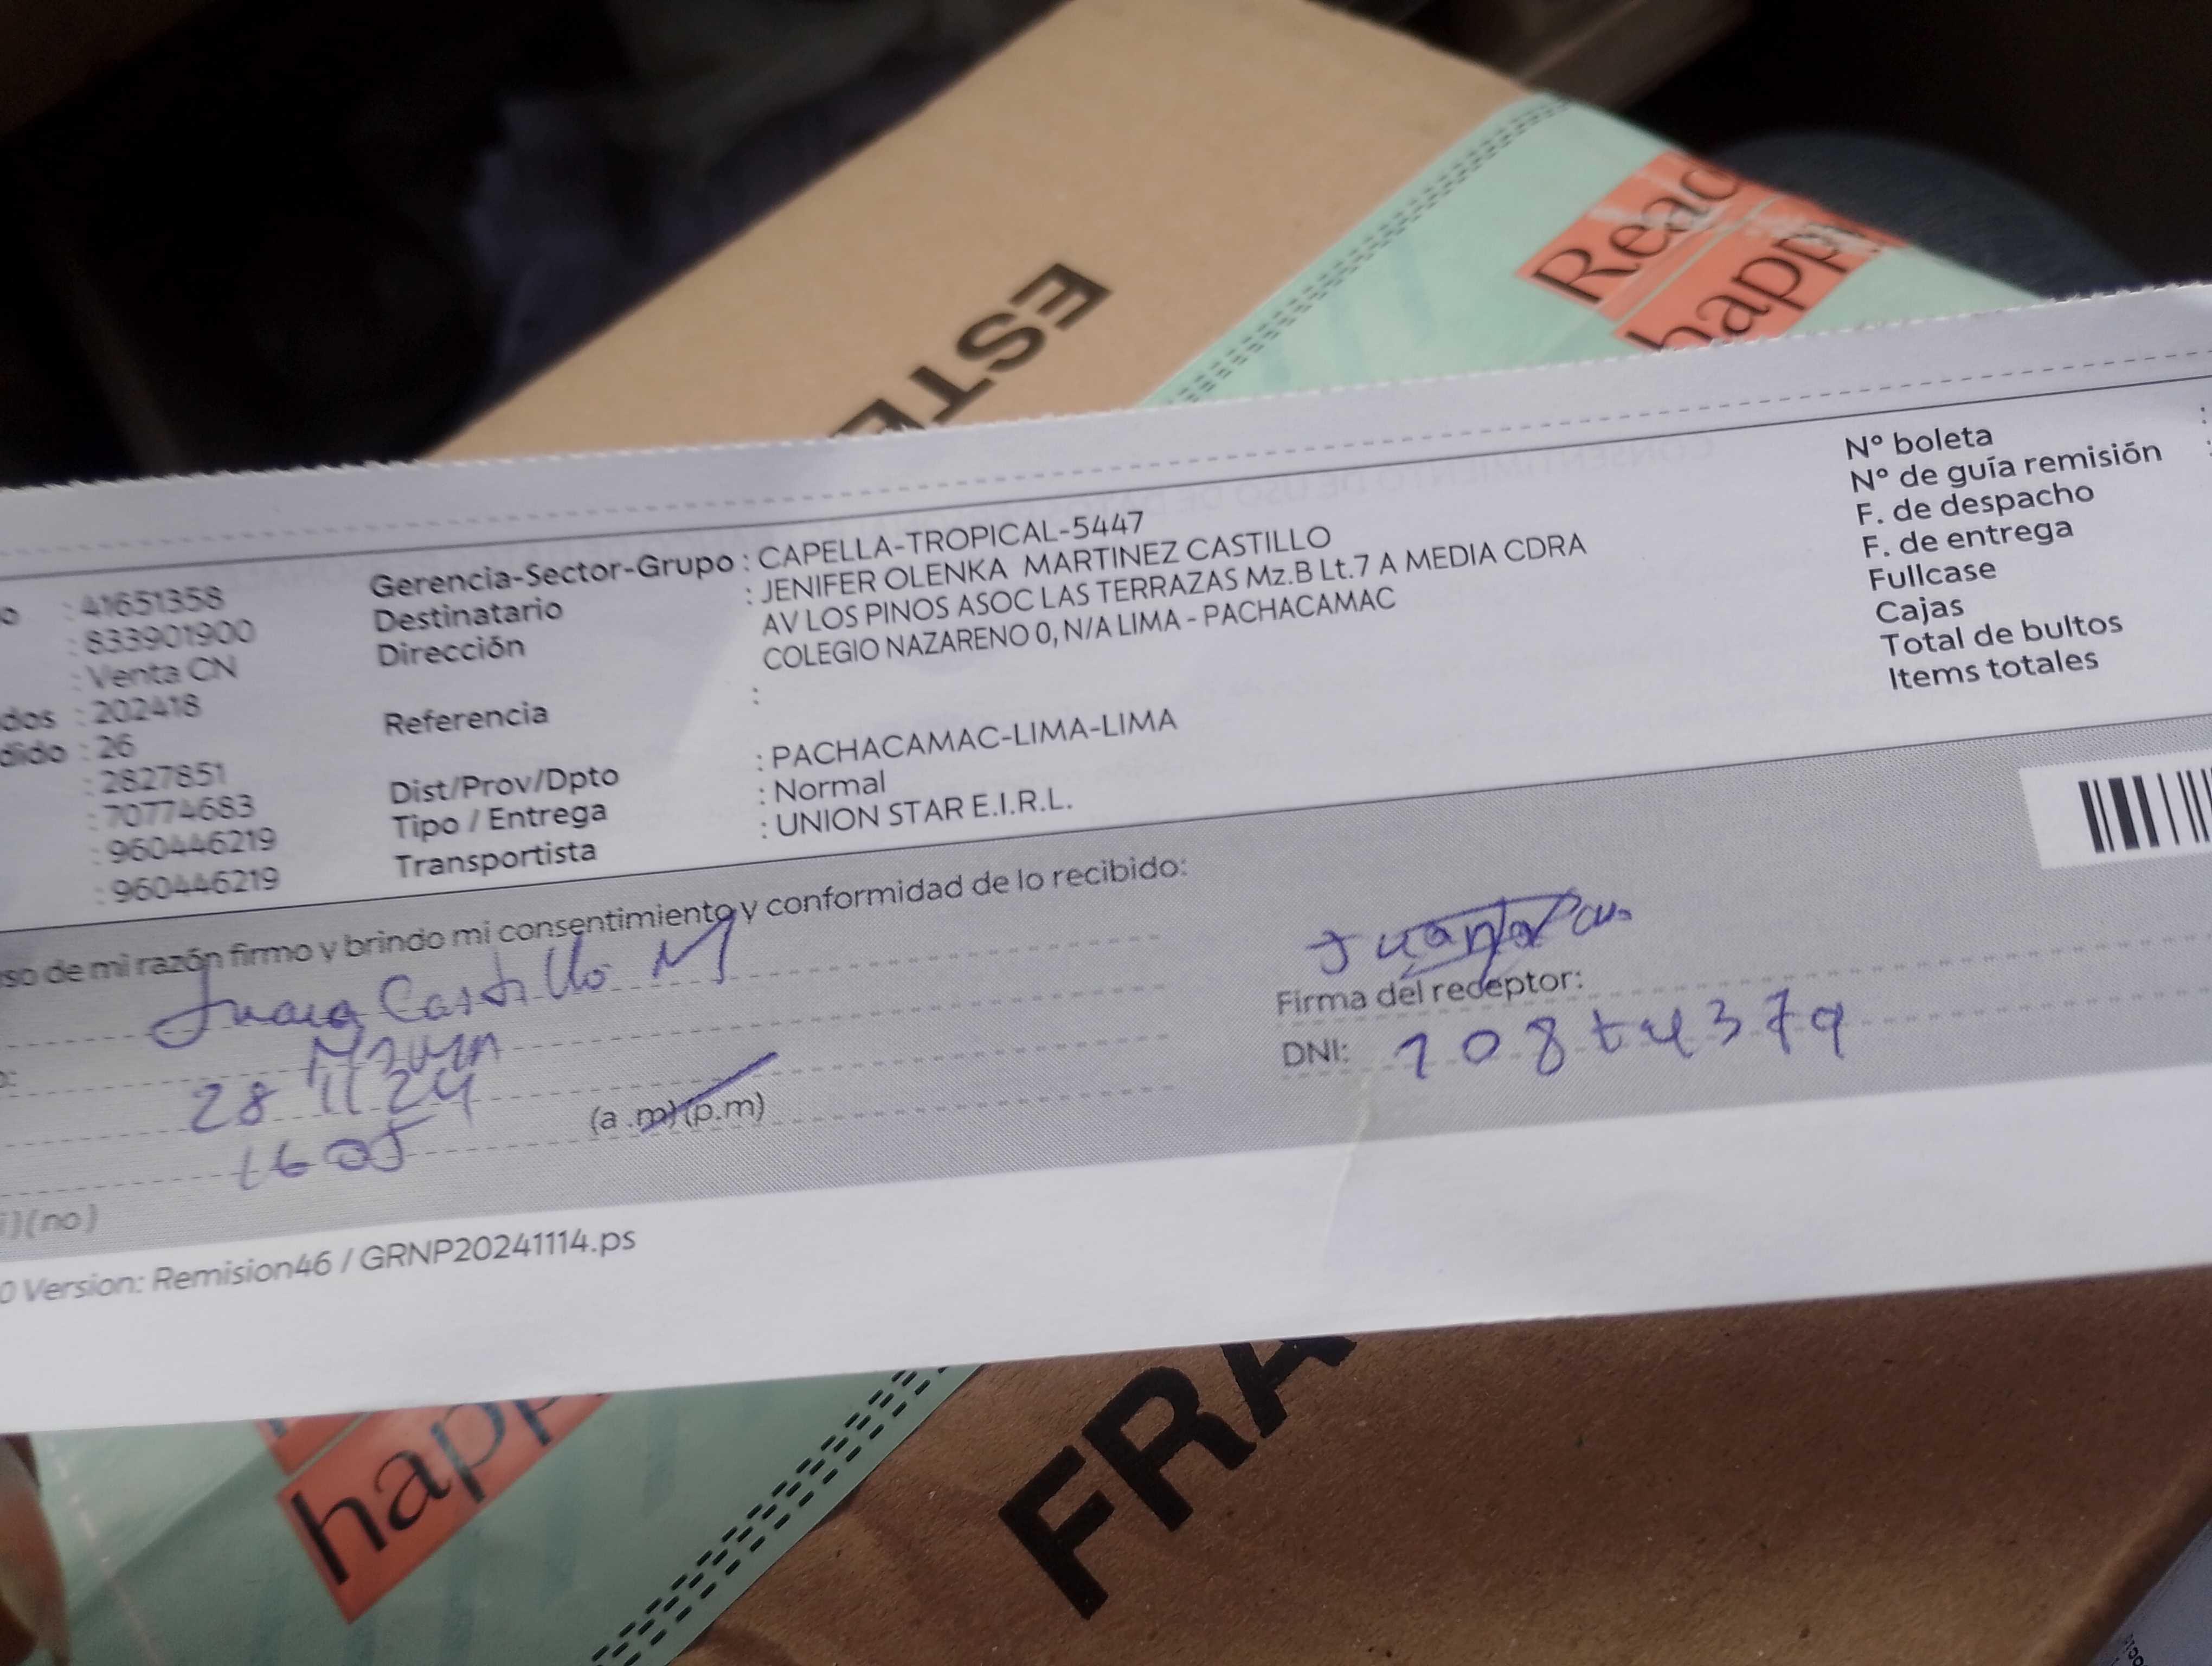 ESTE
Read
happ
o : 41651358
: 833901900
: Venta CN
dos : 202418
dido : 26
: 2827851
: 70774683
: 960446219
: 960446219
Gerencia-Sector-Grupo : CAPELLA-TROPICAL-5447
Destinatario : JENIFER OLENKA MARTINEZ CASTILLO
Dirección AV LOS PINOS ASOC LAS TERRAZAS Mz.B Lt.7 A MEDIA CDRA
COLEGIO NAZARENO 0, N/A LIMA - PACHACAMAC
Referencia :
Dist/Prov/Dpto : PACHACAMAC-LIMA-LIMA
Tipo / Entrega : Normal
Transportista : UNION STAR E.I.R.L.
N° boleta :
N° de guía remisión :
F. de despacho
F. de entrega
Fullcase
Cajas
Total de bultos
Items totales
so de mi razón firmo y brindo mi consentimiento y conformidad de lo recibido:
Juana Castillo M
28 11 24
16 05 (a .m) (p.m)
Firma del receptor:
DNI:
i) (no)
0 Version: Remision46 / GRNP20241114.ps
happ
FRA